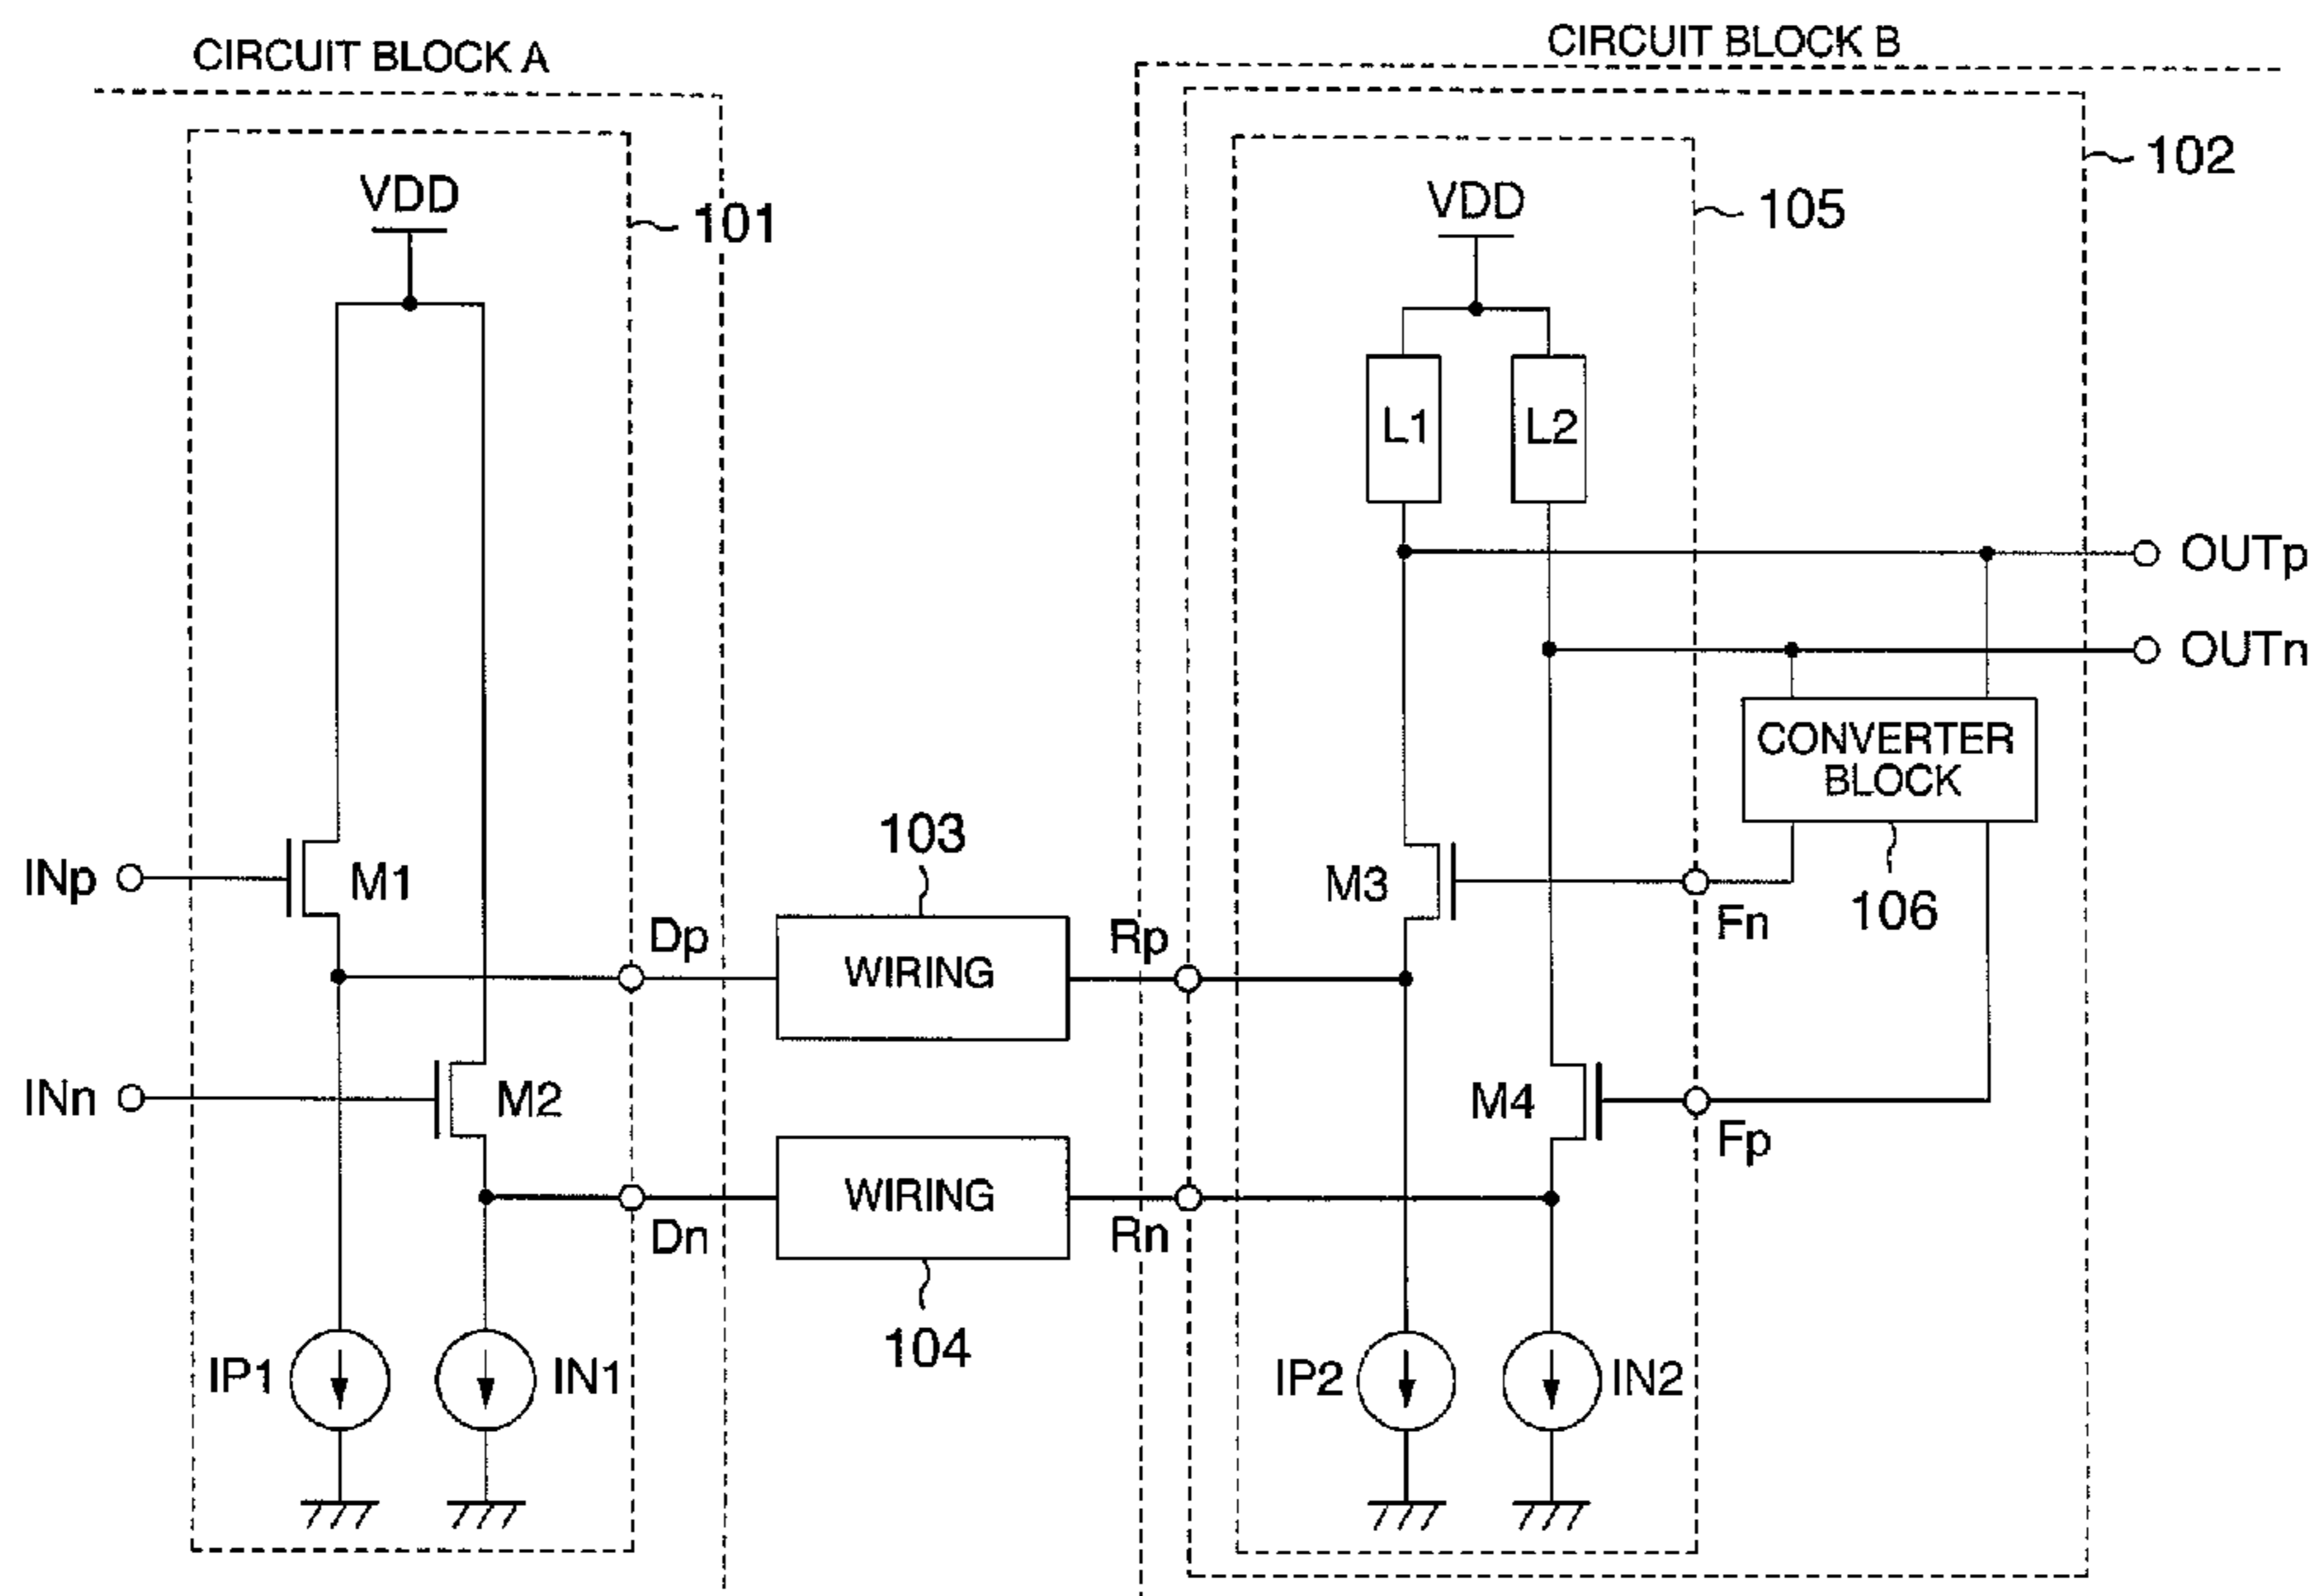 CIRCUIT BLOCK A
CIRCUIT BLOCK B
102
VDD
101
VDD
105
L1
L2
OUTp
OUTn
CONVERTER
BLOCK
103
INp
M1
M3
106
Fn
Dp
WIRING
Rp
INn
M2
M4
Fp
WIRING
Dn
Rn
104
IP1
IN1
IP2
IN2